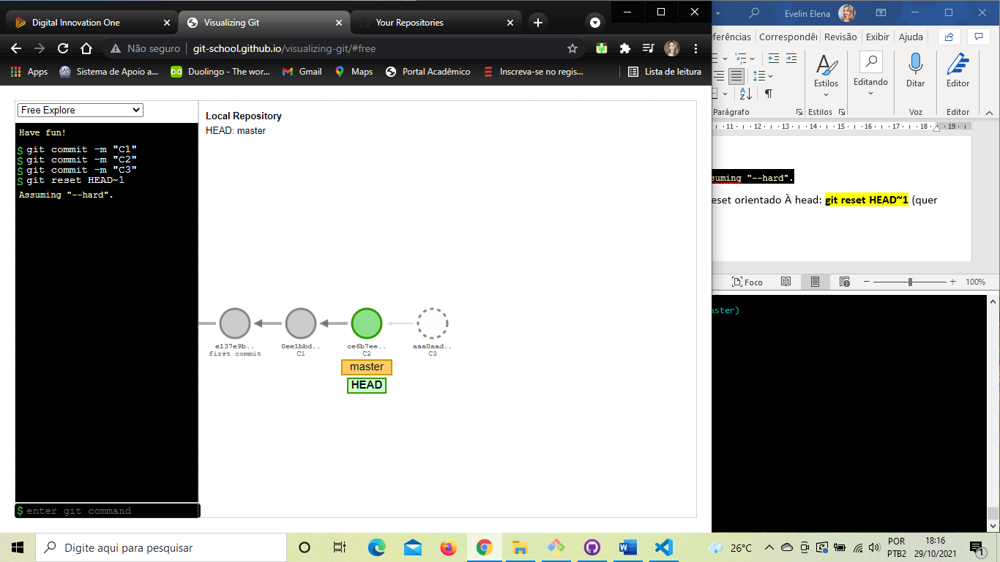 Digital Innovation One
Visualizing Git
Your Repositories
Não seguro
git-school.github.io/visualizing-git/#free
Apps
Sistema de Apoio a...
Duolingo - The wor...
Gmail
Maps
Portal Acadêmico
Inscreva-se no regis...
Lista de leitura
Free Explore
Have fun!
$ git commit -m "C1"
$ git commit -m "C2"
$ git commit -m "C3"
$ git reset HEAD~1
Assuming "--hard".
$ enter git command
Local Repository
HEAD: master
e137e9b..
first commit
0ee1bbd..
C1
ce6b7ee..
C2
aaa0aad..
C3
master
HEAD
Evelin Elena
ferências
Correspondê
Revisão
Exibir
Ajuda
Estilos
Editando
Ditar
Editor
Parágrafo
Estilos
Voz
Editor
11 12 13 14 15 16 17 18 19
suming "--hard".
eset orientado À head: git reset HEAD~1 (quer
Foco
100%
aster)
Digite aqui para pesquisar
26°C
POR
PTB2
18:16
29/10/2021
1